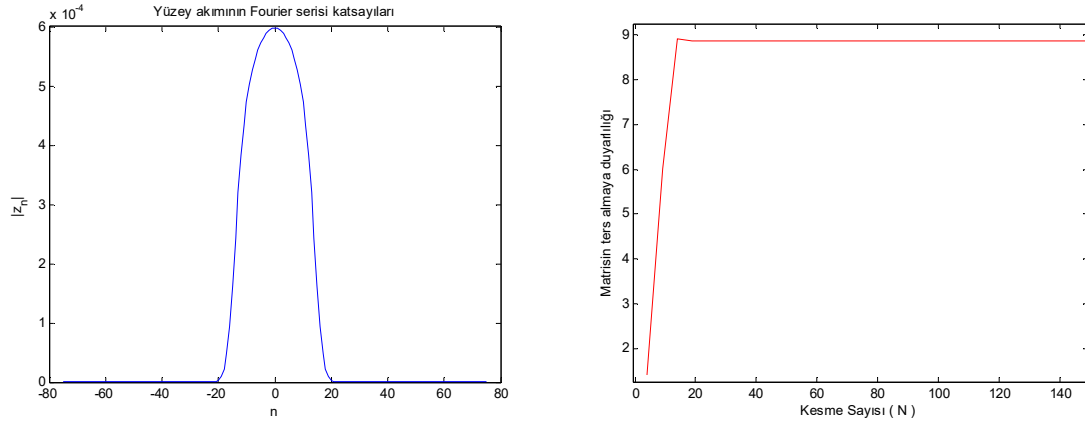 Yüzey akımının Fourier serisi katsayıları
x 10⁻⁴
6
5
4
3
2
1
0
|zₙ|
-80 -60 -40 -20 0 20 40 60 80
n
9
8
7
6
5
4
3
2
Matrisin ters almaya duyarlılığı
0 20 40 60 80 100 120 140
Kesme Sayısı ( N )